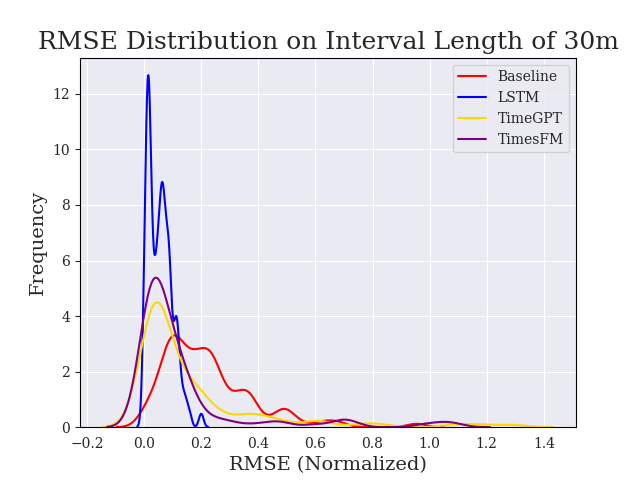 RMSE Distribution on Interval Length of 30m
Baseline
LSTM
TimeGPT
TimesFM
Frequency
12
10
8
6
4
2
0
−0.2 0.0 0.2 0.4 0.6 0.8 1.0 1.2 1.4
RMSE (Normalized)